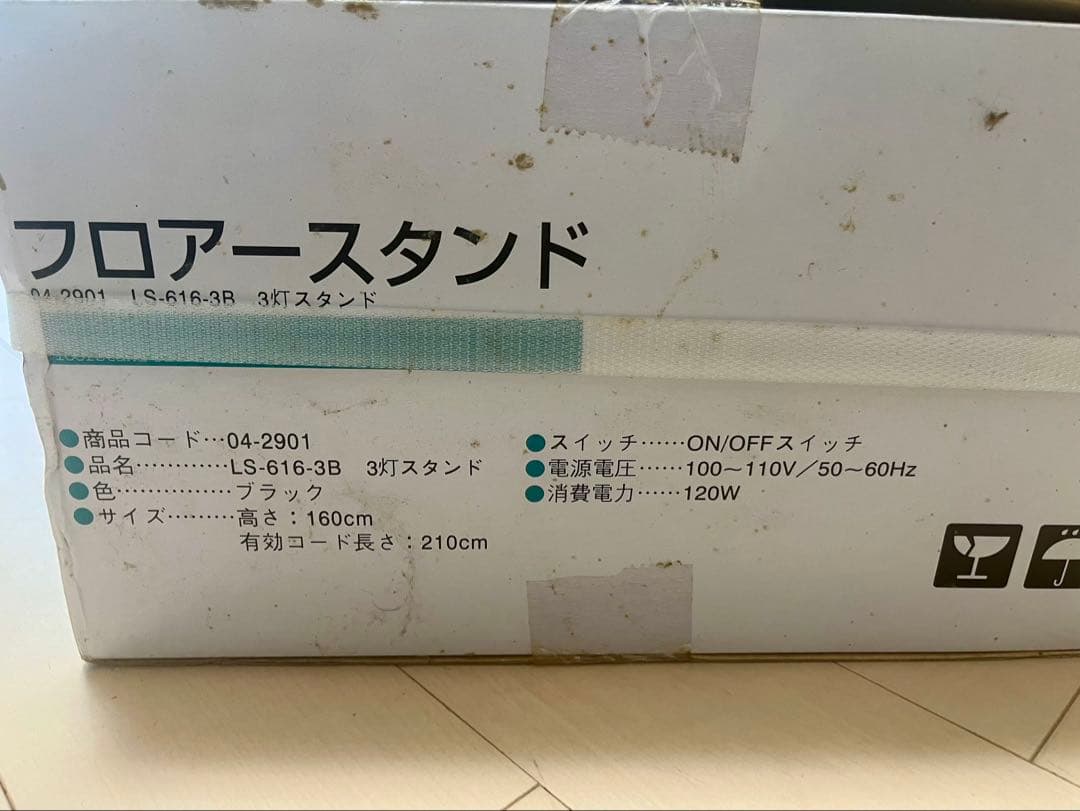 フロアースタンド
04-2901 LS-616-3B 3灯スタンド
●商品コード…04-2901
●品名…………LS-616-3B 3灯スタンド
●色……………ブラック
●サイズ………高さ：160cm
有効コード長さ：210cm
●スイッチ……ON/OFFスイッチ
●電源電圧……100～110V／50～60Hz
●消費電力……120W